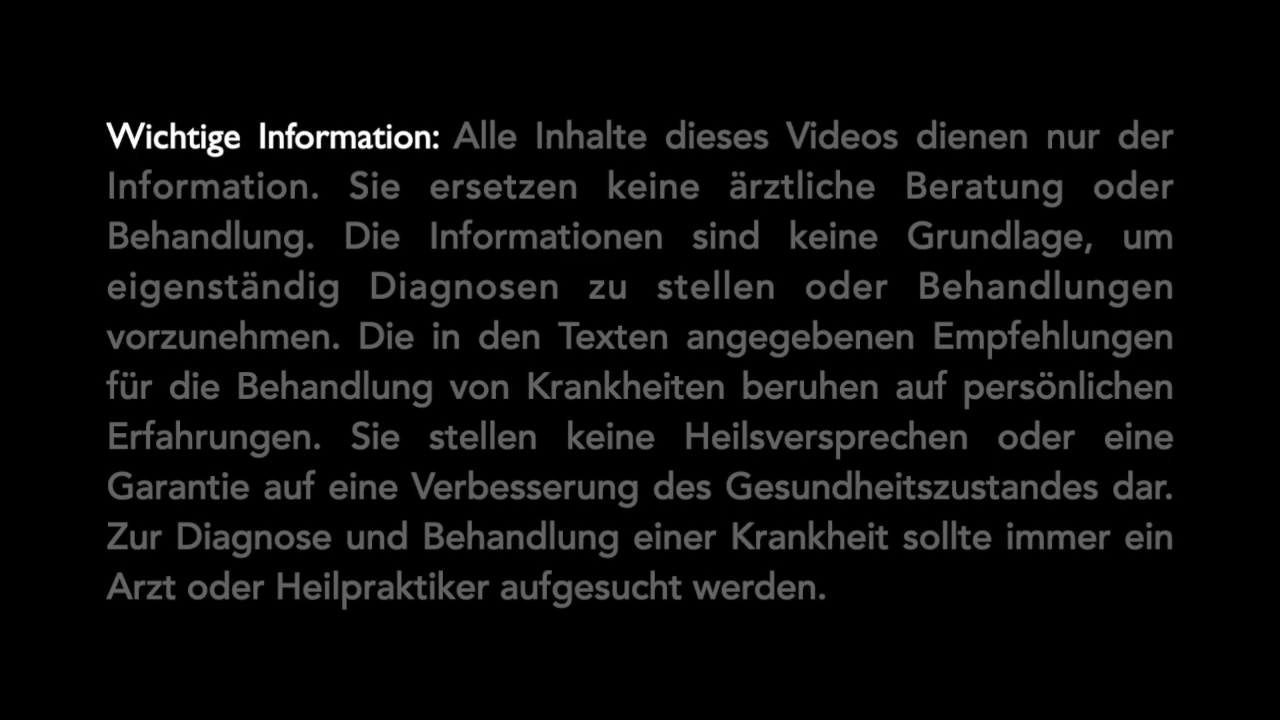 Wichtige Information: Alle Inhalte dieses Videos dienen nur der
Information. Sie ersetzen keine ärztliche Beratung oder
Behandlung. Die Informationen sind keine Grundlage, um
eigenständig Diagnosen zu stellen oder Behandlungen
vorzunehmen. Die in den Texten angegebenen Empfehlungen
für die Behandlung von Krankheiten beruhen auf persönlichen
Erfahrungen. Sie stellen keine Heilsversprechen oder eine
Garantie auf eine Verbesserung des Gesundheitszustandes dar.
Zur Diagnose und Behandlung einer Krankheit sollte immer ein
Arzt oder Heilpraktiker aufgesucht werden.